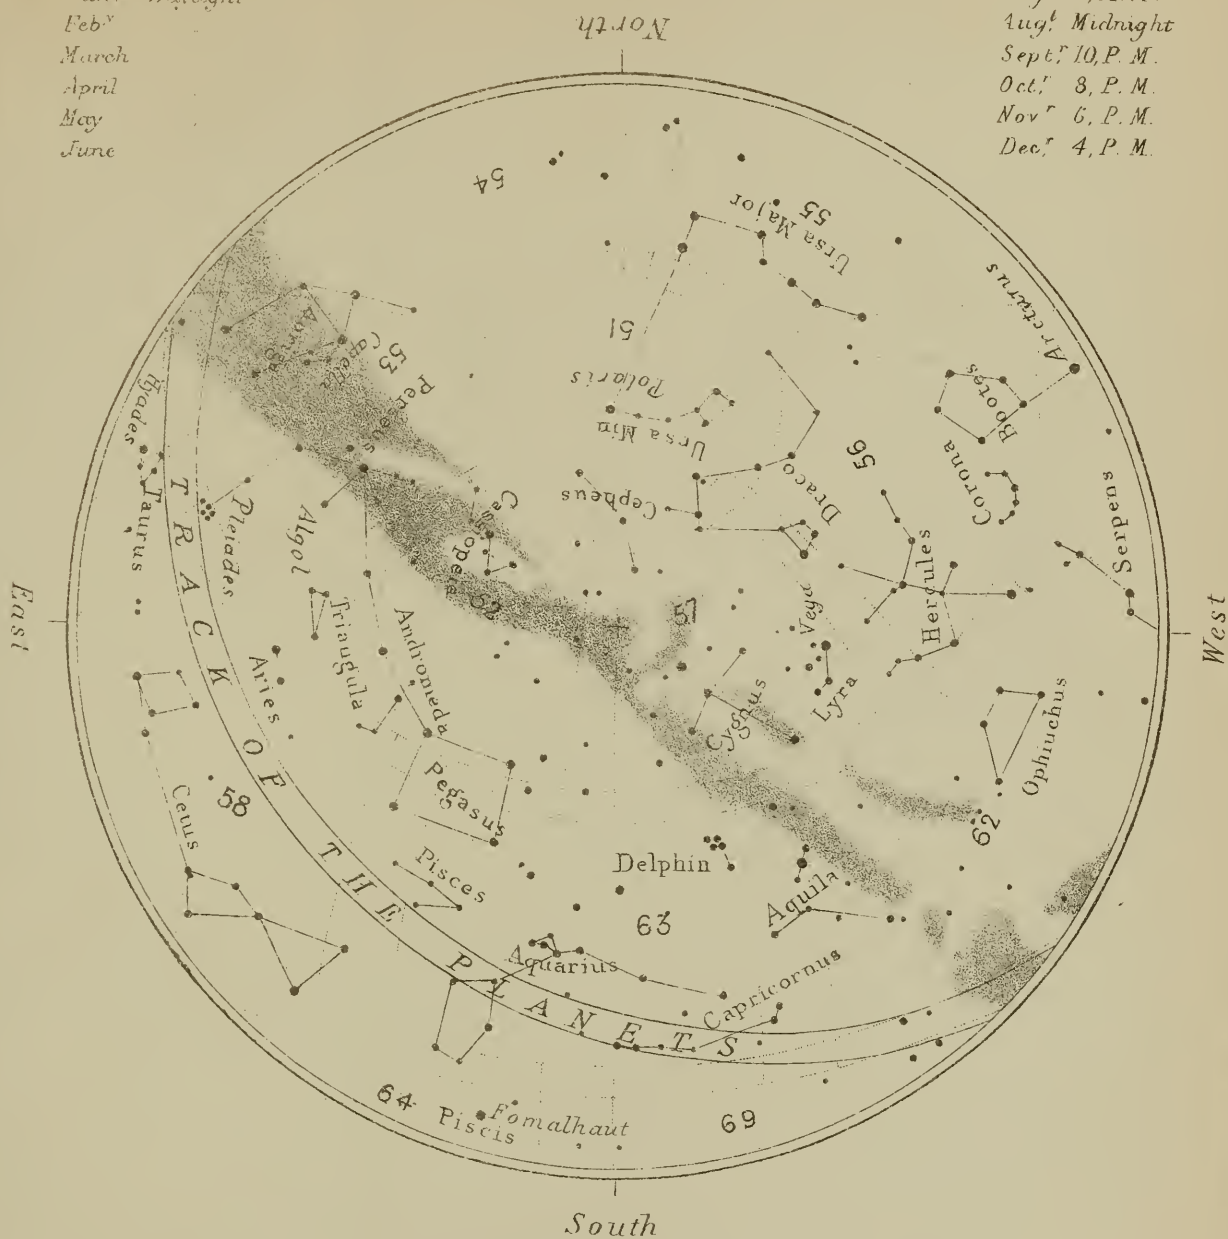 Midnight
Feb.y
March
April
May
June
Aug.t Midnight
Sept.r 10, P. M.
Oct.r 8, P. M.
Nov.r 6, P. M.
Dec.r 4, P. M.
North
54
55
Ursa Major
51
Arcturus
Auriga
Capella
53
Perseus
Polaris
Ursa Min
Bootes
Hyades
56
Corona
Draco
Cepheus
Cassiopeia
Serpens
Taurus
Pleiades
Algol
Hercules
52
57
Vega
East
West
Triangula
Andromeda
Aries
Cygnus
Lyra
Ophiuchus
Pegasus
58
Cetus
62
Pisces
Delphin
Aquila
63
Aquarius
Capricornus
TRACK OF THE PLANETS
64
Piscis
Fomalhaut
69
South